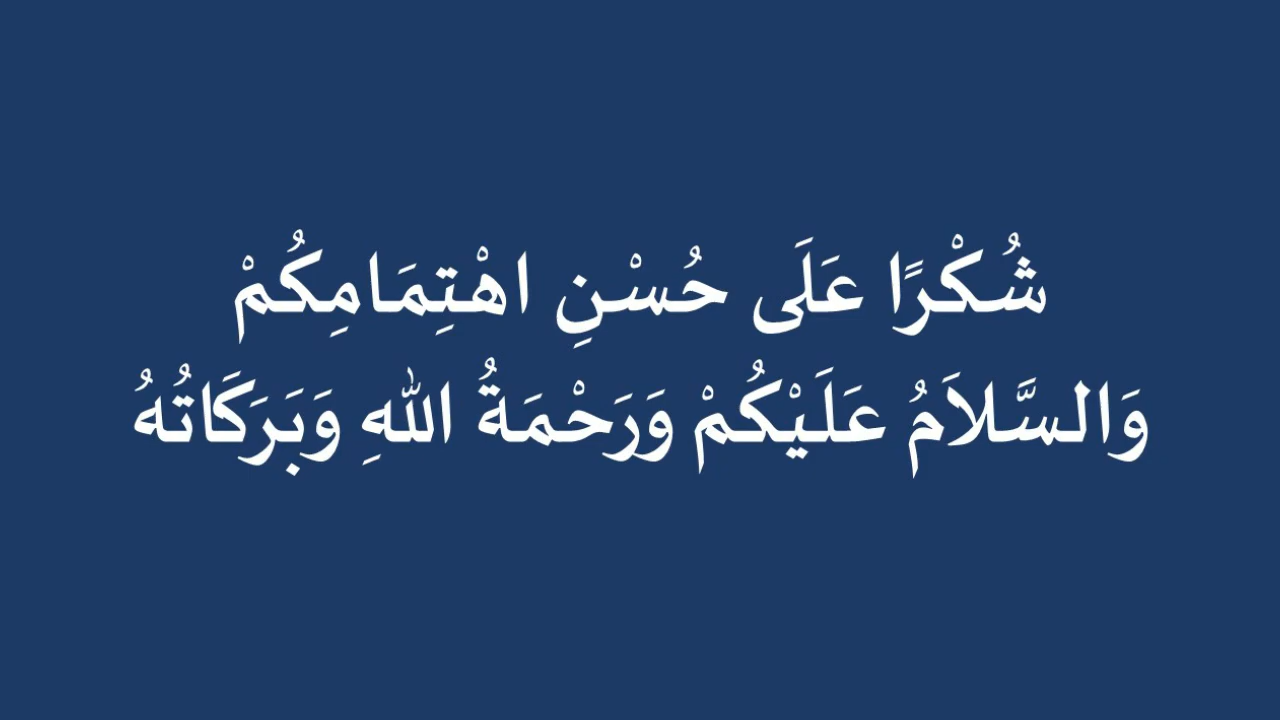 شُكْرًا عَلَى حُسْنِ اهْتِمَامِكُمْ
وَالسَّلَامُ عَلَيْكُمْ وَرَحْمَةُ اللهِ وَبَرَكَاتُهُ